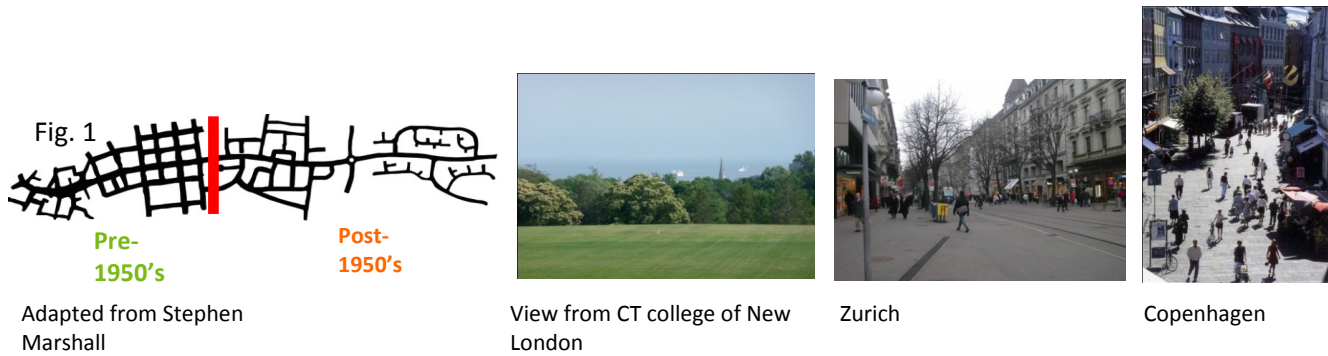 Fig. 1
Pre-
1950's
Post-
1950's
Adapted from Stephen
Marshall
View from CT college of New
London
Zurich
Copenhagen